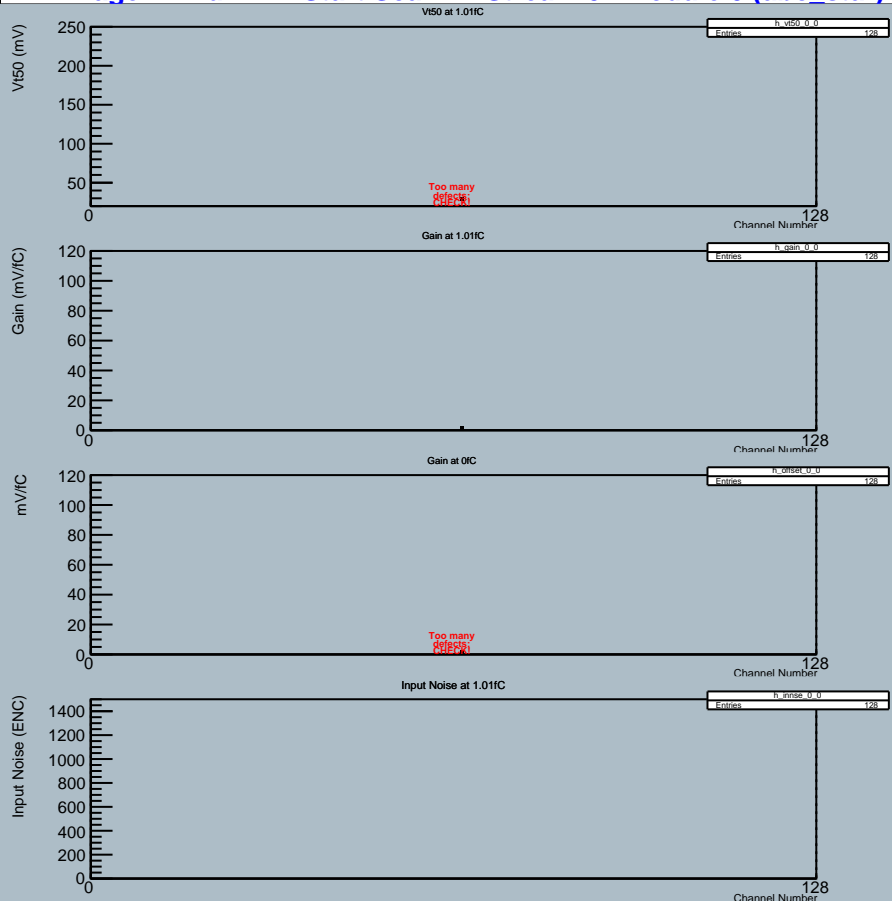 Vt50 at 1.01fC
h_vt50_0_0
Entries 128
Vt50 (mV)
250
200
150
100
50
Too many
defects:
CHECK!
0
128
Channel Number
Gain at 1.01fC
h_gain_0_0
Entries 128
Gain (mV/fC)
120
100
80
60
40
20
0
0
128
Channel Number
Gain at 0fC
h_offset_0_0
Entries 128
mV/fC
120
100
80
60
40
20
0
Too many
defects:
CHECK!
0
128
Channel Number
Input Noise at 1.01fC
h_innse_0_0
Entries 128
Input Noise (ENC)
1400
1200
1000
800
600
400
200
0
0
128
Channel Number